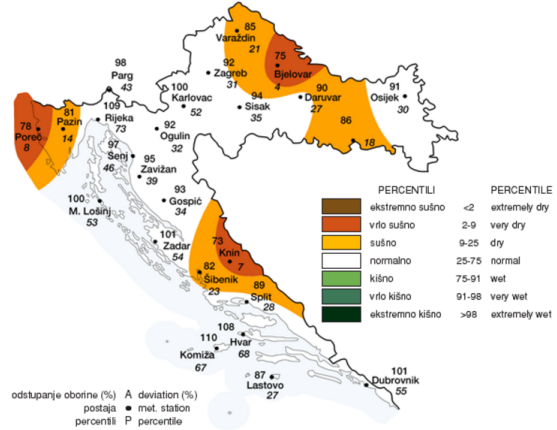 85
Varaždin
21
75
Bjelovar
4
98
Parg
43
92
Zagreb
31
100
Karlovac
52
94
Sisak
35
90
Daruvar
27
91
Osijek
30
86
18
109
Rijeka
73
81
Pazin
14
78
Poreč
8
92
Ogulin
32
97
Senj
46
95
Zavižan
39
93
Gospić
34
100
M. Lošinj
53
101
Zadar
54
73
Knin
7
82
Šibenik
23
89
Split
28
108
Hvar
68
110
Komiža
67
87
Lastovo
27
101
Dubrovnik
55
PERCENTILI PERCENTILE
ekstremno sušno <2 extremely dry
vrlo sušno 2-9 very dry
sušno 9-25 dry
normalno 25-75 normal
kišno 75-91 wet
vrlo kišno 91-98 very wet
ekstremno kišno >98 extremely wet
odstupanje oborine (%) A deviation (%)
postaja met. station
percentili P percentile